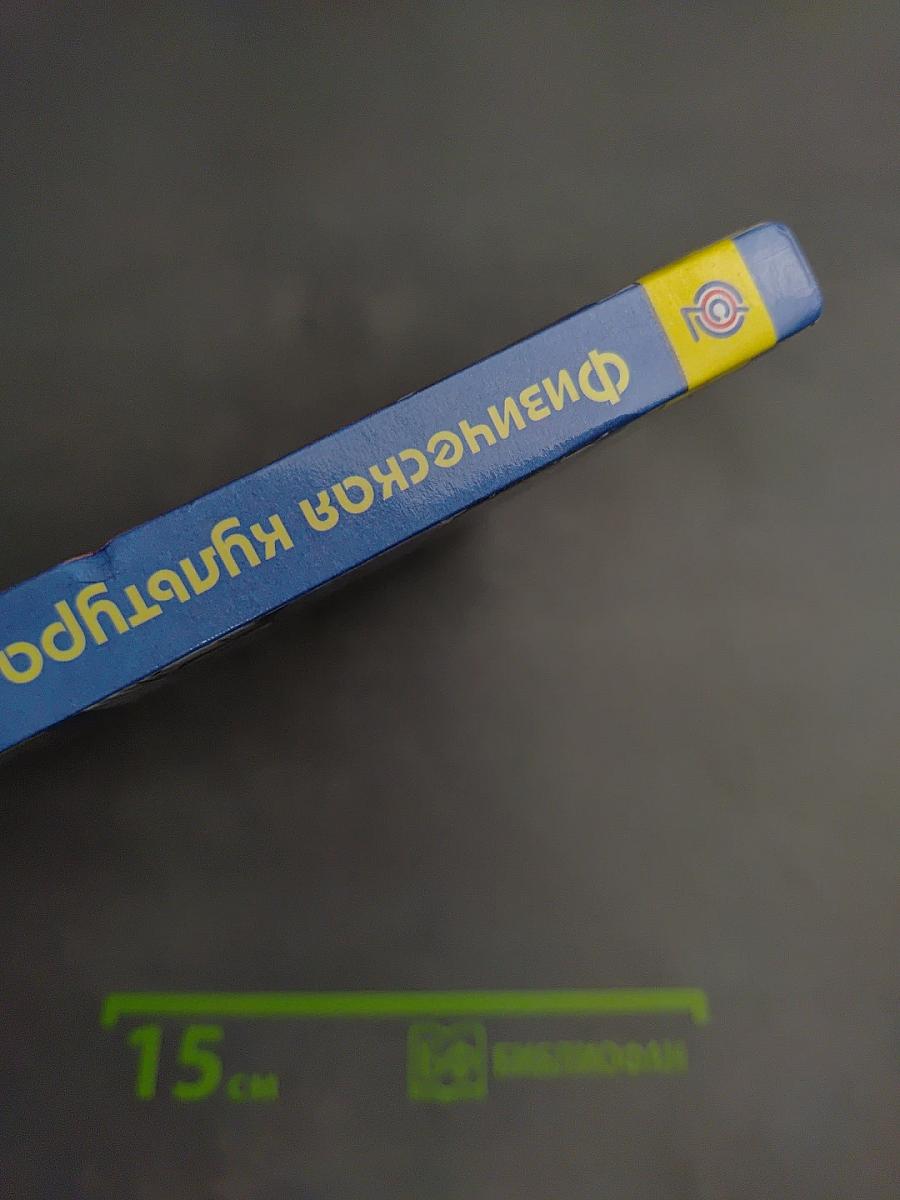 Физическая культура
15 см
БИБЛИОФАН